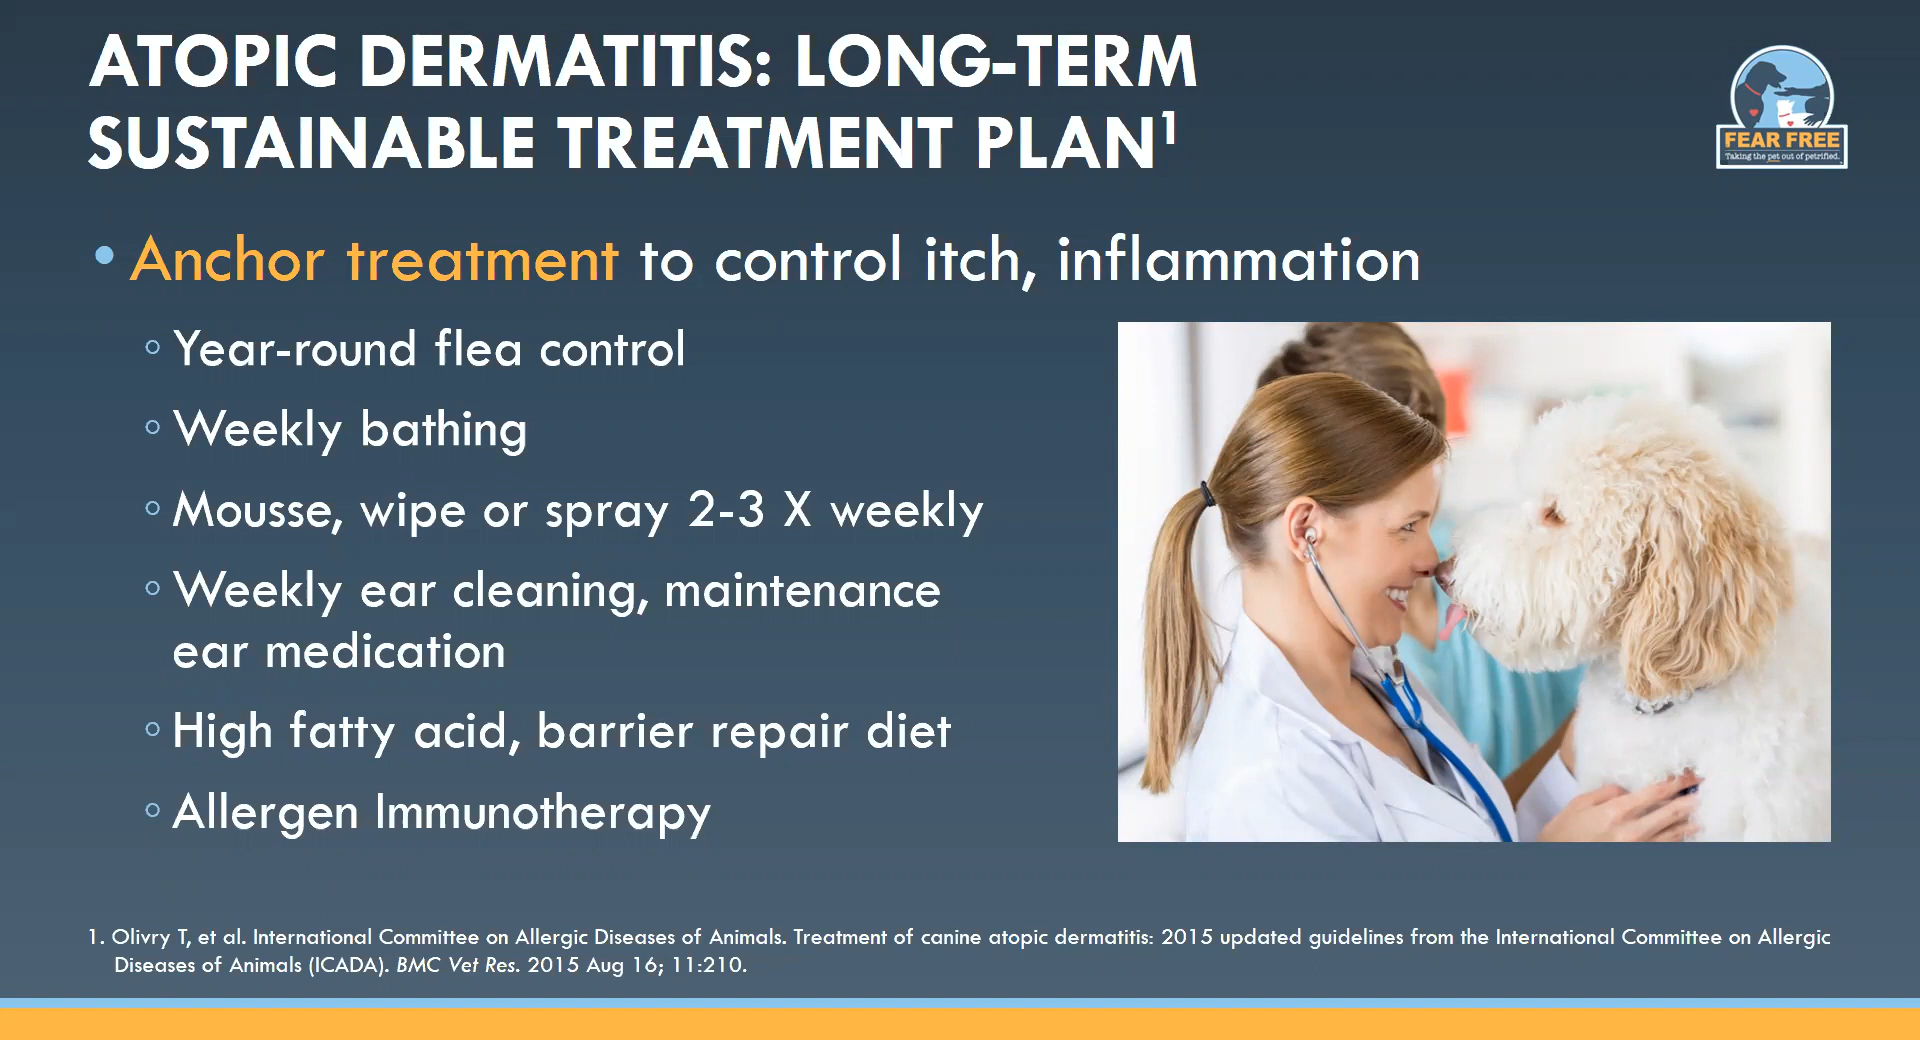 ATOPIC DERMATITIS: LONG-TERM
SUSTAINABLE TREATMENT PLAN¹
FEAR FREE
Taking the pet out of petrified.
• Anchor treatment to control itch, inflammation
◦ Year-round flea control
◦ Weekly bathing
◦ Mousse, wipe or spray 2-3 X weekly
◦ Weekly ear cleaning, maintenance
ear medication
◦ High fatty acid, barrier repair diet
◦ Allergen Immunotherapy
1. Olivry T, et al. International Committee on Allergic Diseases of Animals. Treatment of canine atopic dermatitis: 2015 updated guidelines from the International Committee on Allergic
Diseases of Animals (ICADA). BMC Vet Res. 2015 Aug 16; 11:210.